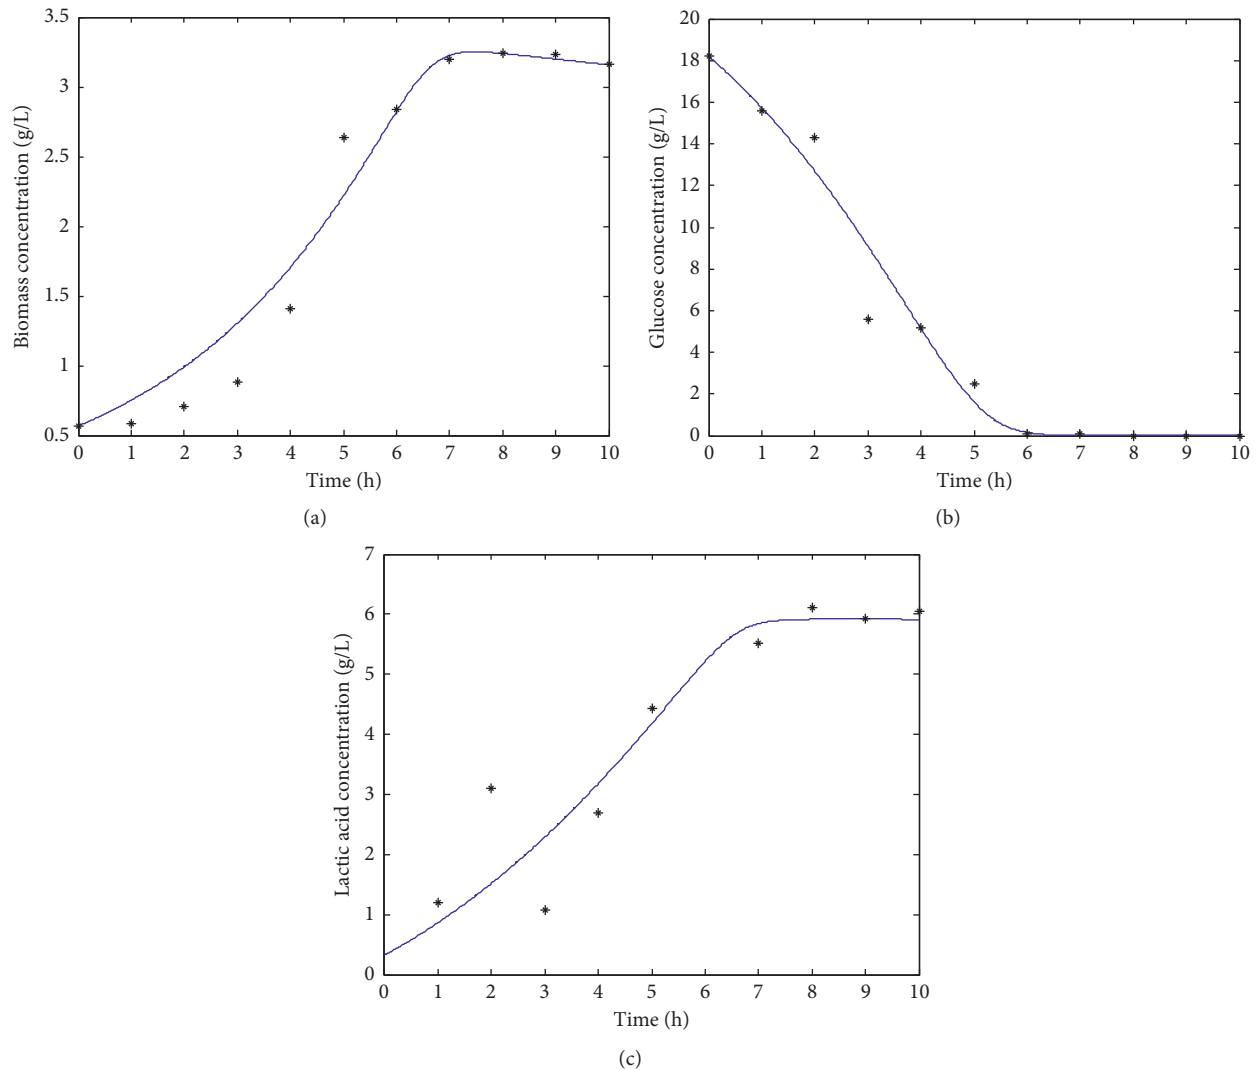 3.5
3
2.5
2
1.5
1
0.5
Biomass concentration (g/L)
0 1 2 3 4 5 6 7 8 9 10
Time (h)
(a)
20
18
16
14
12
10
8
6
4
2
0
Glucose concentration (g/L)
0 1 2 3 4 5 6 7 8 9 10
Time (h)
(b)
7
6
5
4
3
2
1
0
Lactic acid concentration (g/L)
0 1 2 3 4 5 6 7 8 9 10
Time (h)
(c)